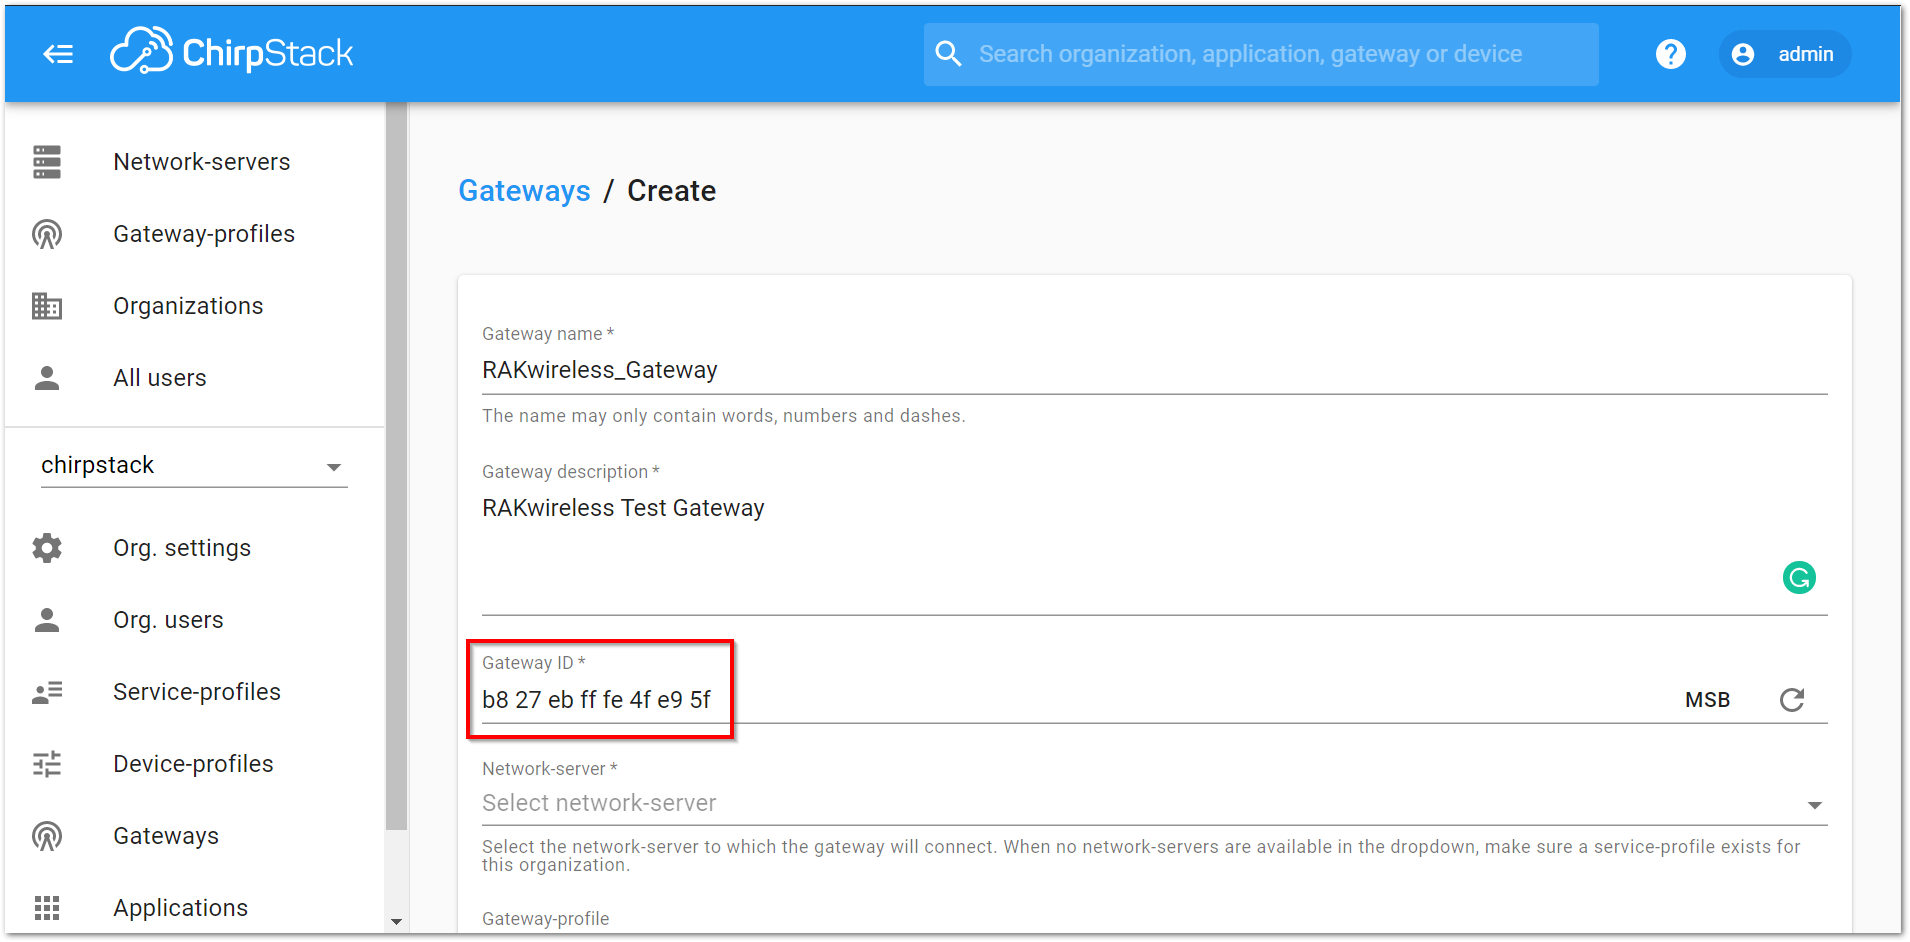 ChirpStack
Search organization, application, gateway or device
?
admin
Network-servers
Gateway-profiles
Organizations
All users
chirpstack
Org. settings
Org. users
Service-profiles
Device-profiles
Gateways
Applications
Gateways / Create
Gateway name *
RAKwireless_Gateway
The name may only contain words, numbers and dashes.
Gateway description *
RAKwireless Test Gateway
Gateway ID *
b8 27 eb ff fe 4f e9 5f
MSB
Network-server *
Select network-server
Select the network-server to which the gateway will connect. When no network-servers are available in the dropdown, make sure a service-profile exists for
this organization.
Gateway-profile